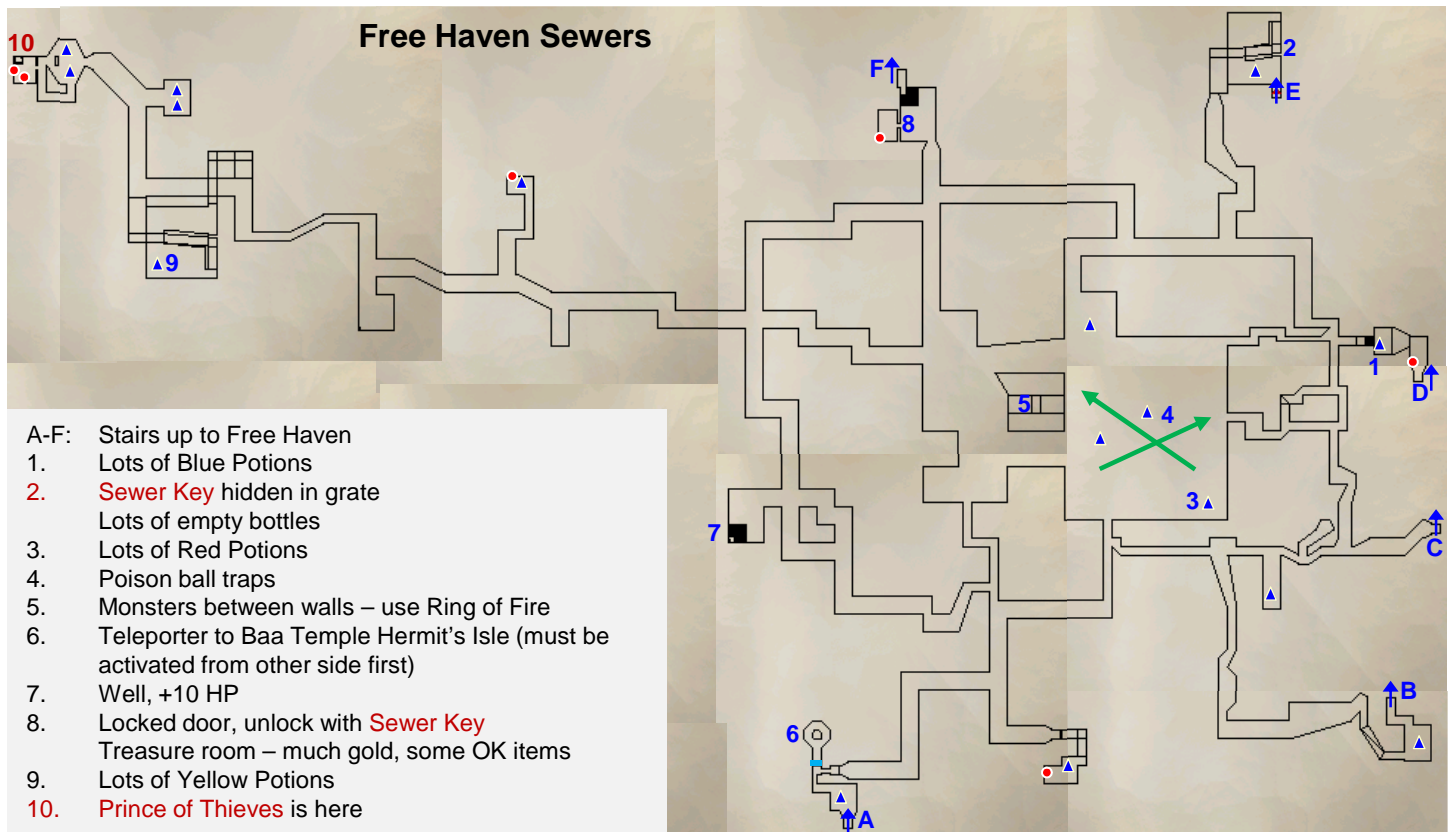 Free Haven Sewers
10
F
2
E
8
9
1
D
5
4
3
7
C
B
6
A
A-F: Stairs up to Free Haven
1. Lots of Blue Potions
2. Sewer Key hidden in grate
Lots of empty bottles
3. Lots of Red Potions
4. Poison ball traps
5. Monsters between walls – use Ring of Fire
6. Teleporter to Baa Temple Hermit's Isle (must be
activated from other side first)
7. Well, +10 HP
8. Locked door, unlock with Sewer Key
Treasure room – much gold, some OK items
9. Lots of Yellow Potions
10. Prince of Thieves is here